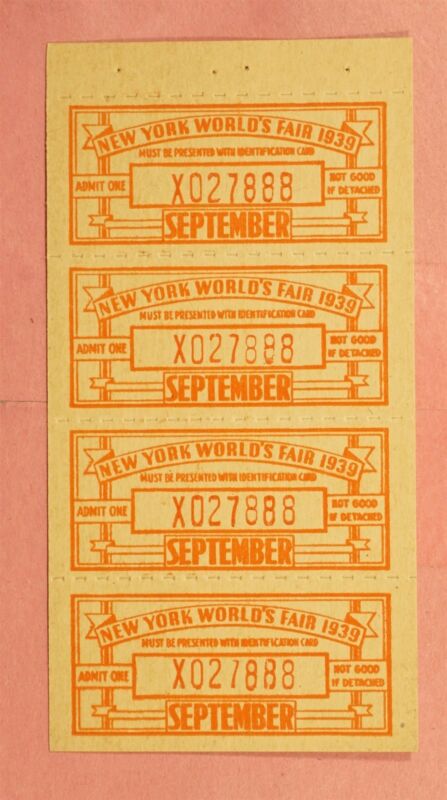 NEW YORK WORLD'S FAIR 1939
MUST BE PRESENTED WITH IDENTIFICATION CARD
ADMIT ONE
X027888
NOT GOOD
IF DETACHED
SEPTEMBER
NEW YORK WORLD'S FAIR 1939
MUST BE PRESENTED WITH IDENTIFICATION CARD
ADMIT ONE
X027888
NOT GOOD
IF DETACHED
SEPTEMBER
NEW YORK WORLD'S FAIR 1939
MUST BE PRESENTED WITH IDENTIFICATION CARD
ADMIT ONE
X027888
NOT GOOD
IF DETACHED
SEPTEMBER
NEW YORK WORLD'S FAIR 1939
MUST BE PRESENTED WITH IDENTIFICATION CARD
ADMIT ONE
X027888
NOT GOOD
IF DETACHED
SEPTEMBER